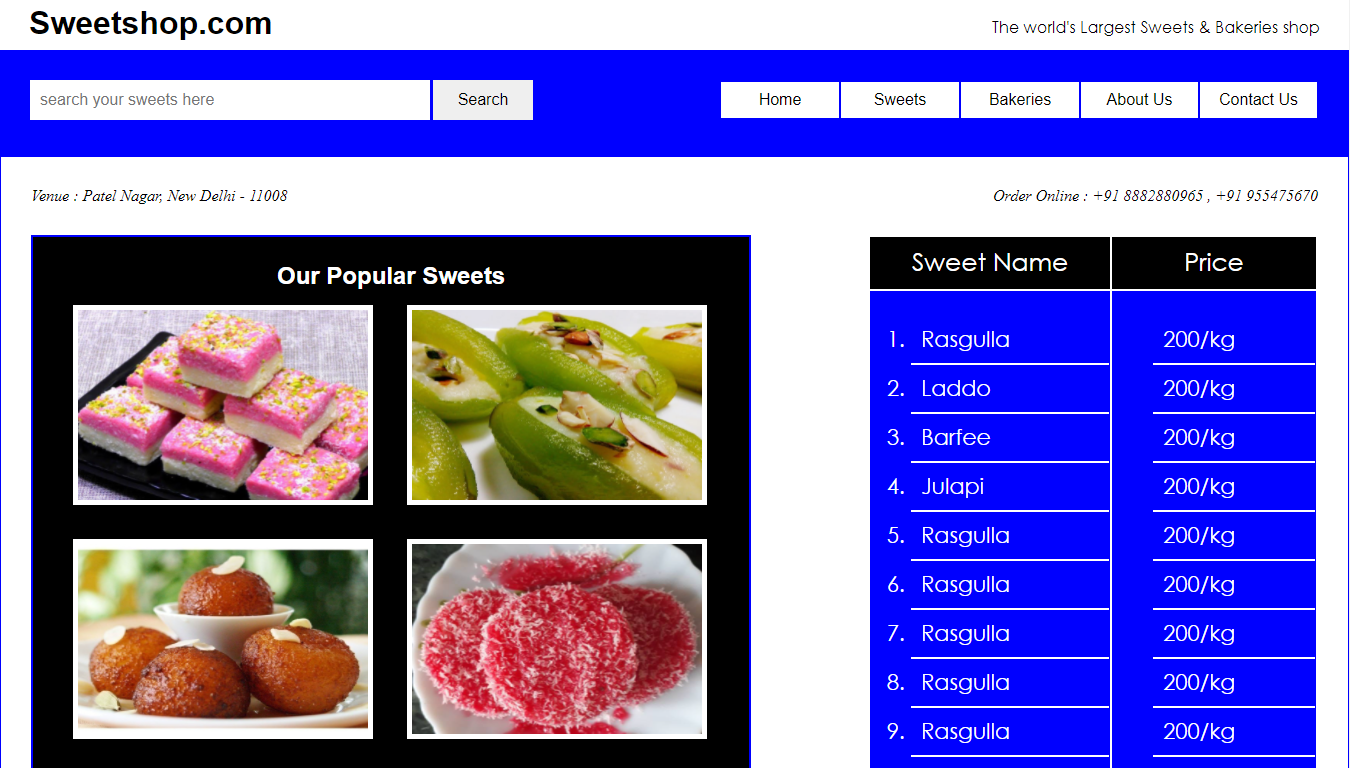 Sweetshop.com
The world's Largest Sweets & Bakeries shop
search your sweets here
Search
Home
Sweets
Bakeries
About Us
Contact Us
Venue : Patel Nagar, New Delhi - 11008
Order Online : +91 8882880965 , +91 955475670
Our Popular Sweets
Sweet Name Price
1. Rasgulla 200/kg
2. Laddo 200/kg
3. Barfee 200/kg
4. Julapi 200/kg
5. Rasgulla 200/kg
6. Rasgulla 200/kg
7. Rasgulla 200/kg
8. Rasgulla 200/kg
9. Rasgulla 200/kg